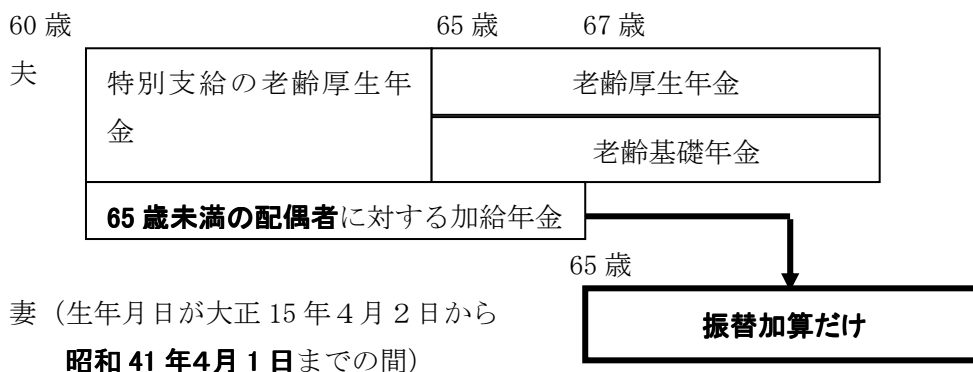 60 歳
65 歳
67 歳
夫
特別支給の老齢厚生年
金
老齢厚生年金
老齢基礎年金
65 歳未満の配偶者に対する加給年金
65 歳
妻（生年月日が大正 15 年４月２日から
昭和 41 年4月 1 日までの間）
振替加算だけ